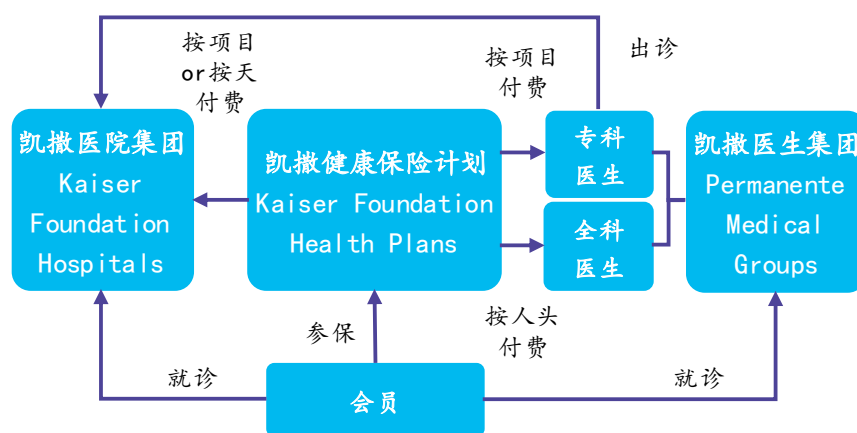 按项目
or按天
付费
按项目
付费
出诊
凯撒医院集团
Kaiser
Foundation
Hospitals
凯撒健康保险计划
Kaiser Foundation
Health Plans
专科
医生
全科
医生
凯撒医生集团
Permanente
Medical
Groups
参保
按人头
付费
就诊
会员
就诊